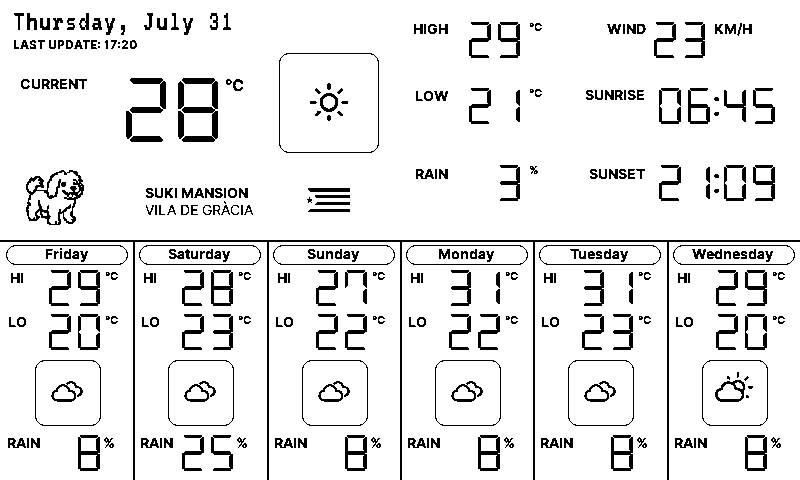 Thursday, July 31
LAST UPDATE: 17:20
CURRENT 28 °C
SUKI MANSION
VILA DE GRÀCIA
HIGH 29 °C
LOW 21 °C
RAIN 3 %
WIND 23 KM/H
SUNRISE 06:45
SUNSET 21:09
Friday
HI 29 °C
LO 20 °C
RAIN 8 %
Saturday
HI 28 °C
LO 23 °C
RAIN 25 %
Sunday
HI 27 °C
LO 22 °C
RAIN 8 %
Monday
HI 31 °C
LO 22 °C
RAIN 8 %
Tuesday
HI 31 °C
LO 23 °C
RAIN 8 %
Wednesday
HI 29 °C
LO 20 °C
RAIN 8 %